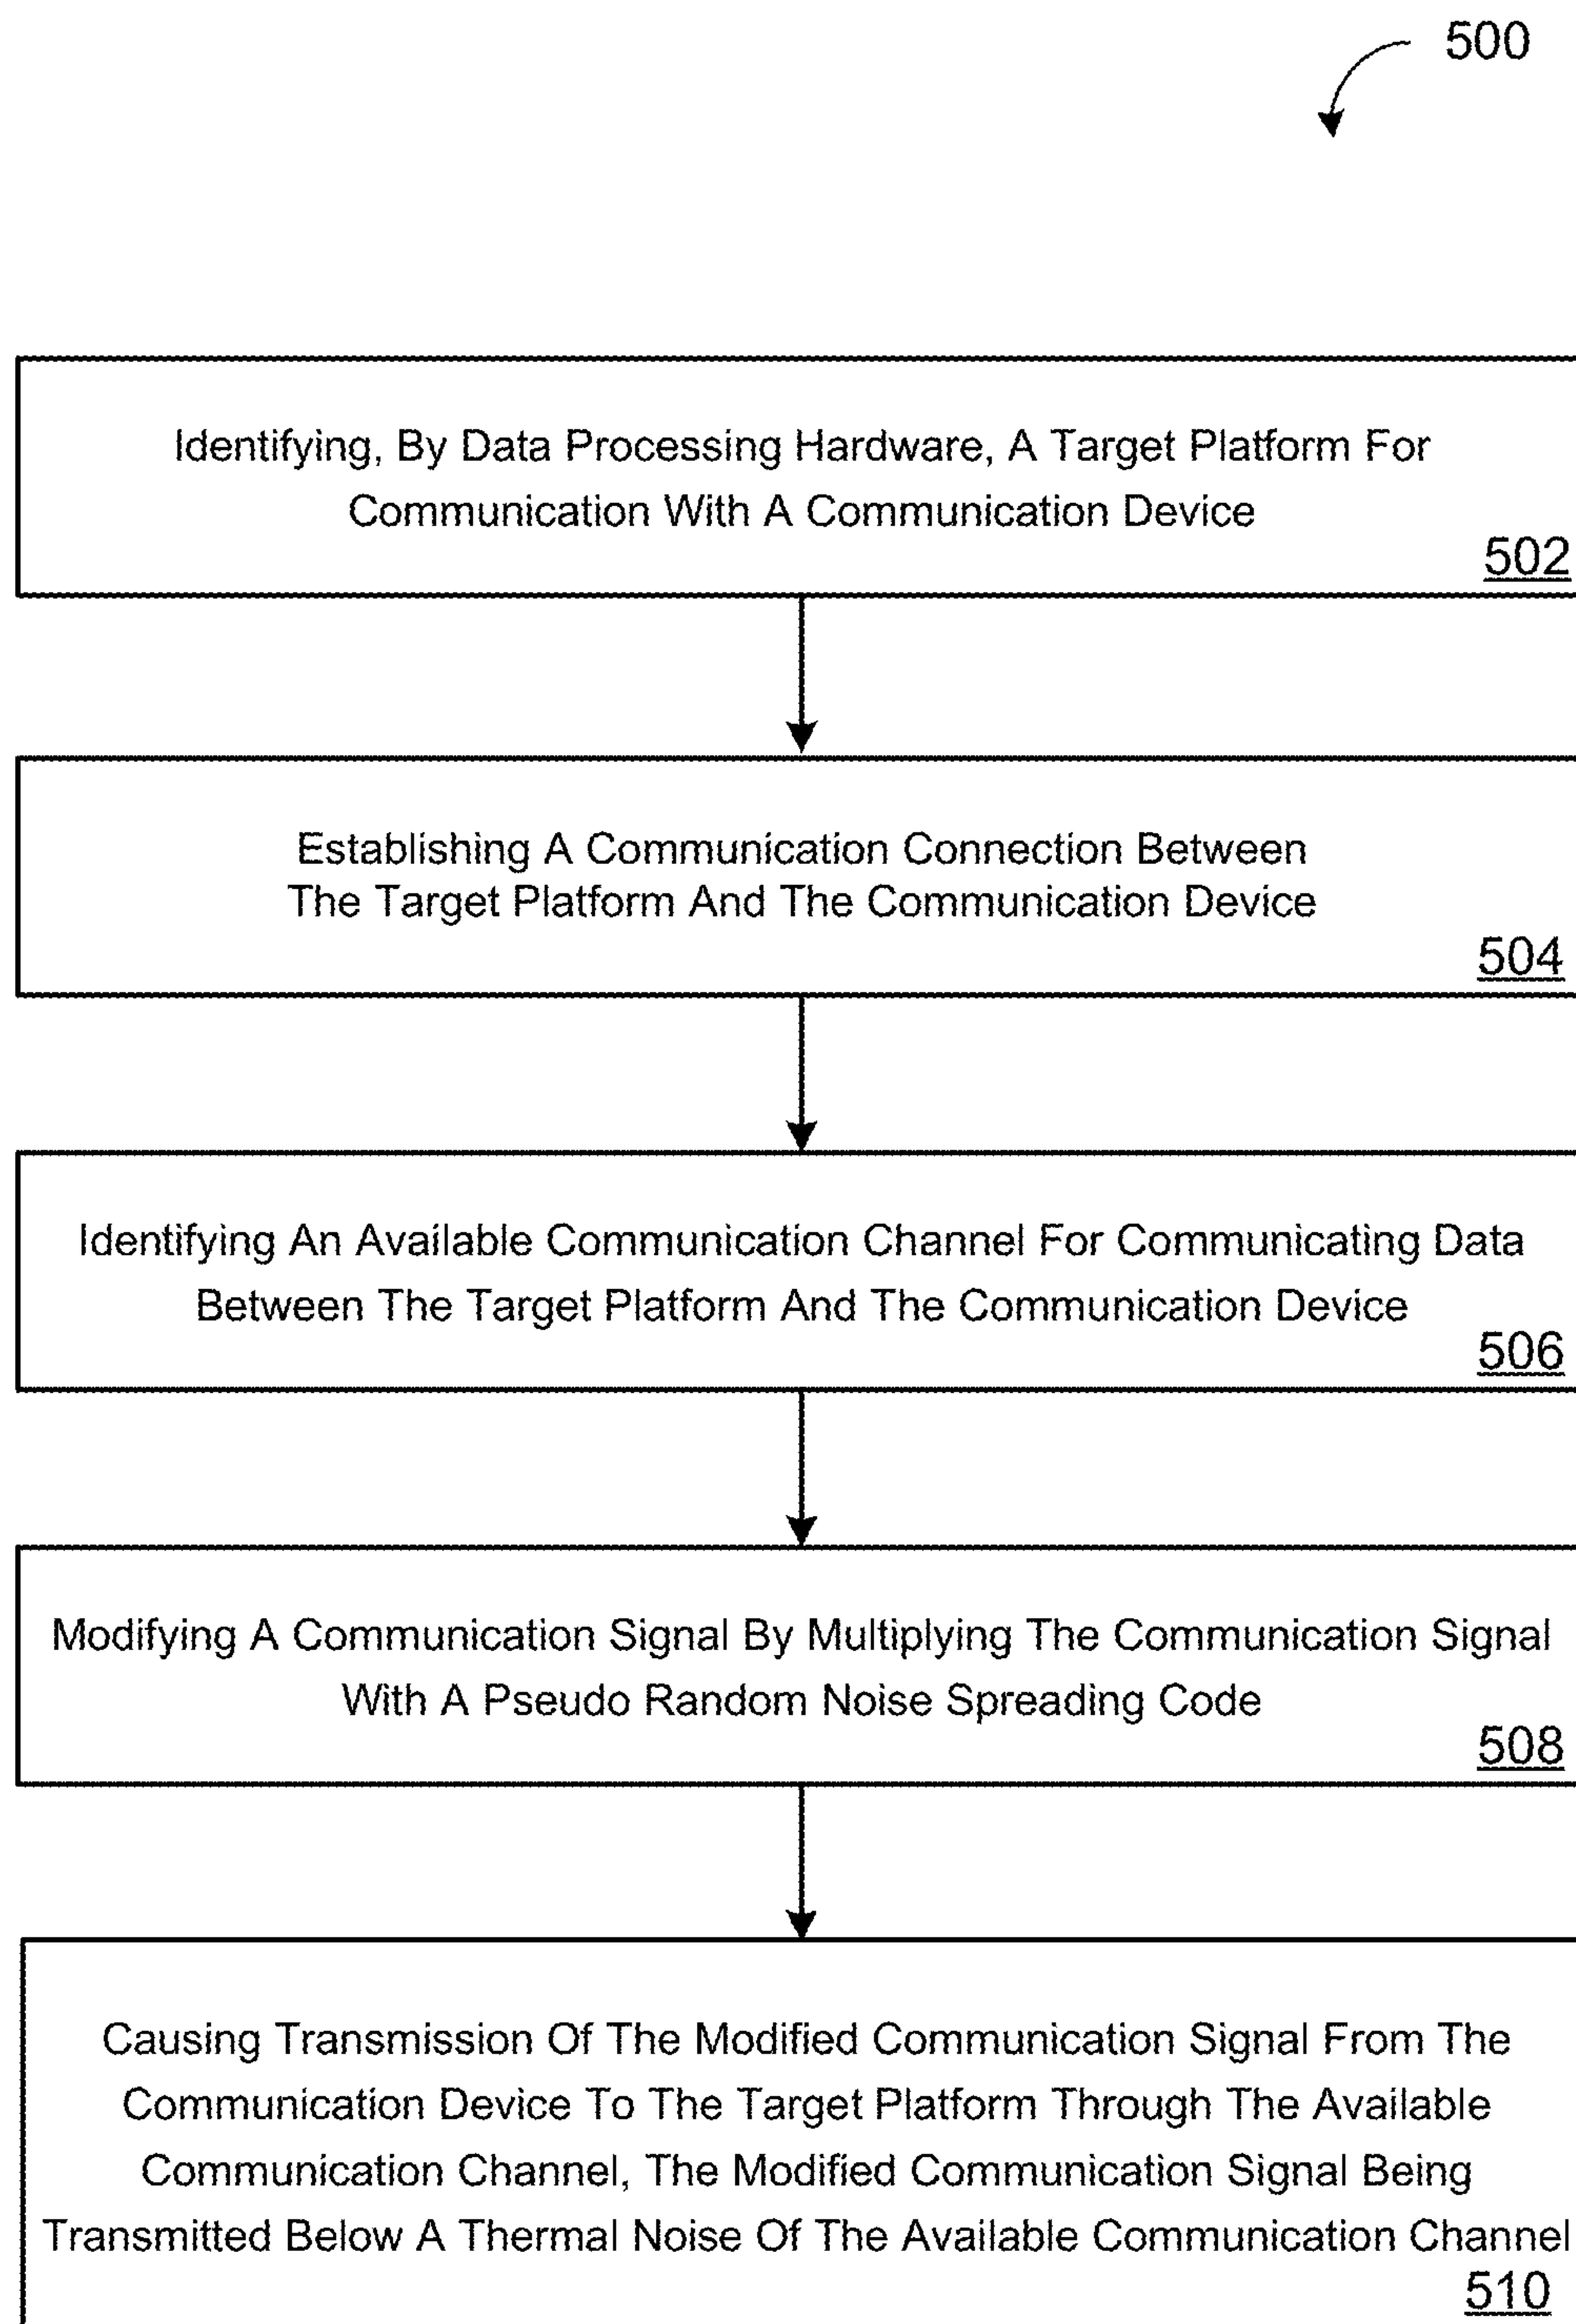 500
Identifying, By Data Processing Hardware, A Target Platform For
Communication With A Communication Device
502
Establishing A Communication Connection Between
The Target Platform And The Communication Device
504
Identifying An Available Communication Channel For Communicating Data
Between The Target Platform And The Communication Device
506
Modifying A Communication Signal By Multiplying The Communication Signal
With A Pseudo Random Noise Spreading Code
508
Causing Transmission Of The Modified Communication Signal From The
Communication Device To The Target Platform Through The Available
Communication Channel, The Modified Communication Signal Being
Transmitted Below A Thermal Noise Of The Available Communication Channel
510